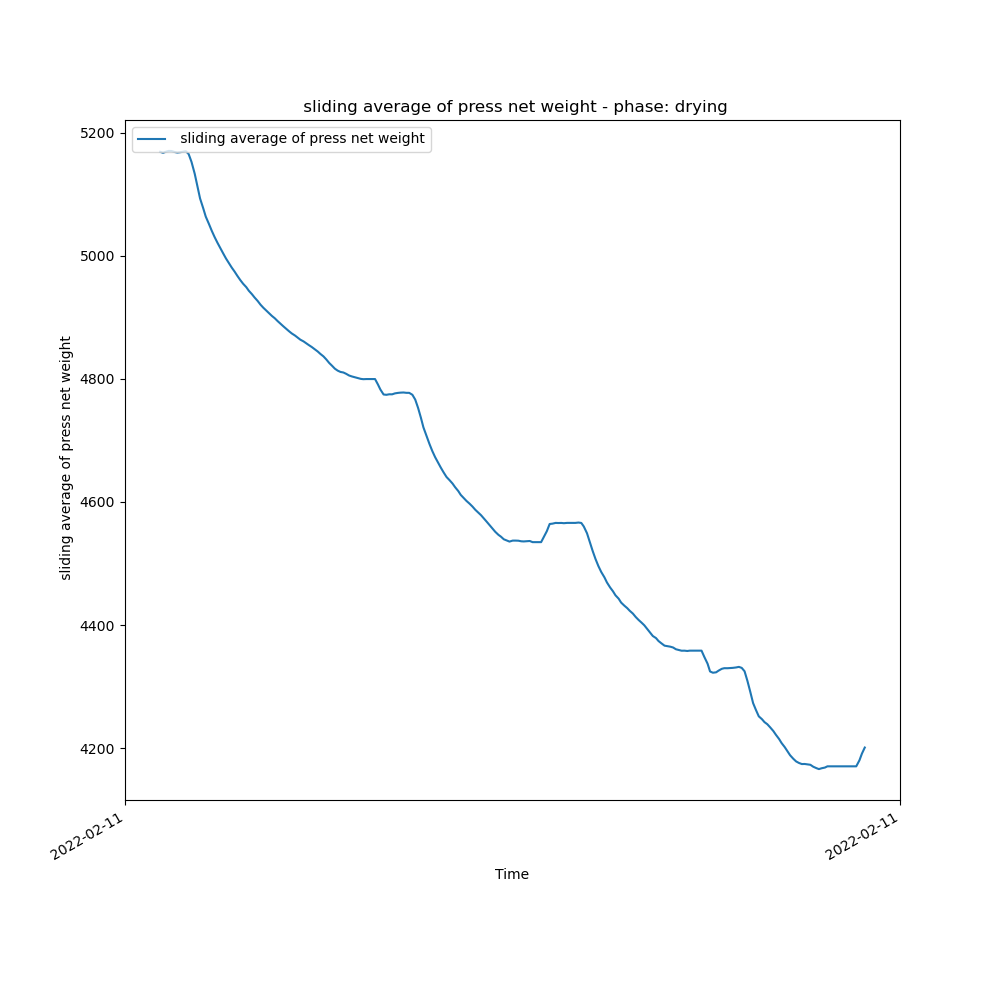 sliding average of press net weight - phase: drying
sliding average of press net weight
5200
5000
4800
4600
4400
4200
sliding average of press net weight
2022-02-11
2022-02-11
Time